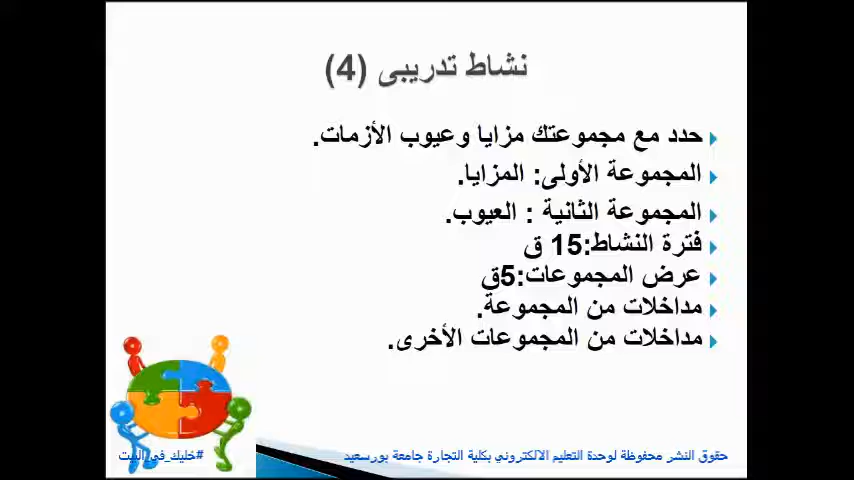 نشاط تدريبى (4)
حدد مع مجموعتك مزايا وعيوب الأزمات.
المجموعة الأولى: المزايا.
المجموعة الثانية : العيوب.
فترة النشاط:15 ق
عرض المجموعات:5ق
مداخلات من المجموعة.
مداخلات من المجموعات الأخرى.
حقوق النشر محفوظة لوحدة التعليم الالكتروني بكلية التجارة جامعة بورسعيد
#خليك_في_البيت